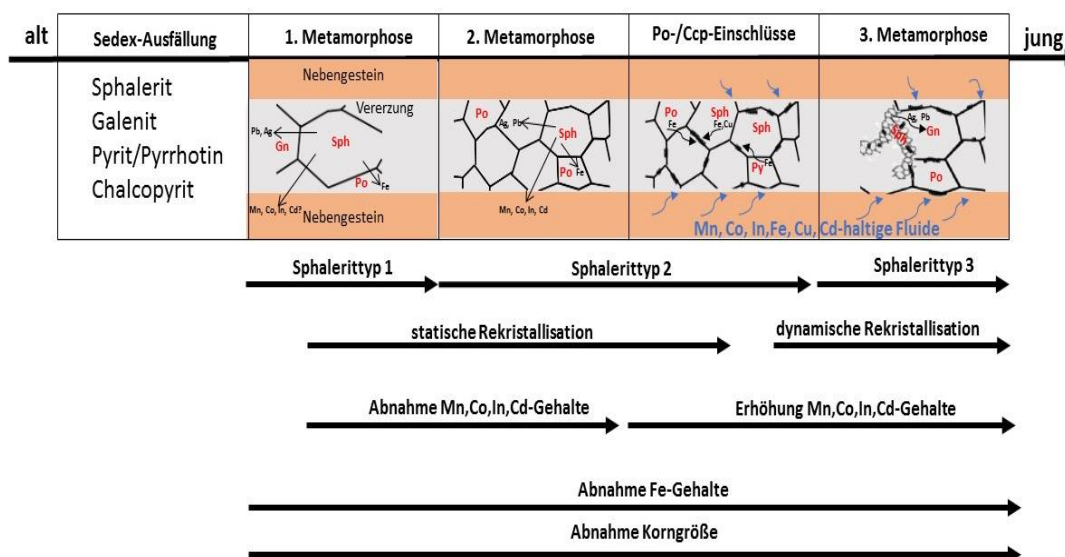 alt
Sedex-Ausfällung
1. Metamorphose
2. Metamorphose
Po-/Ccp-Einschlüsse
3. Metamorphose
jung
Sphalerit
Galenit
Pyrit/Pyrrhotin
Chalcopyrit
Nebengestein
Vererzung
Pb, Ag
Gn
Sph
Po
Fe
Mn, Co, In, Cd?
Nebengestein
Po
Ag, Pb
Sph
Po
Fe
Mn, Co, In, Cd
Po
Fe
Sph
Fe,Cu
Sph
Fe
Py
Ag, Pb
Gn
Sph
Po
Mn, Co, In,Fe, Cu, Cd-haltige Fluide
Sphalerittyp 1
Sphalerittyp 2
Sphalerittyp 3
statische Rekristallisation
dynamische Rekristallisation
Abnahme Mn,Co,In,Cd-Gehalte
Erhöhung Mn,Co,In,Cd-Gehalte
Abnahme Fe-Gehalte
Abnahme Korngröße